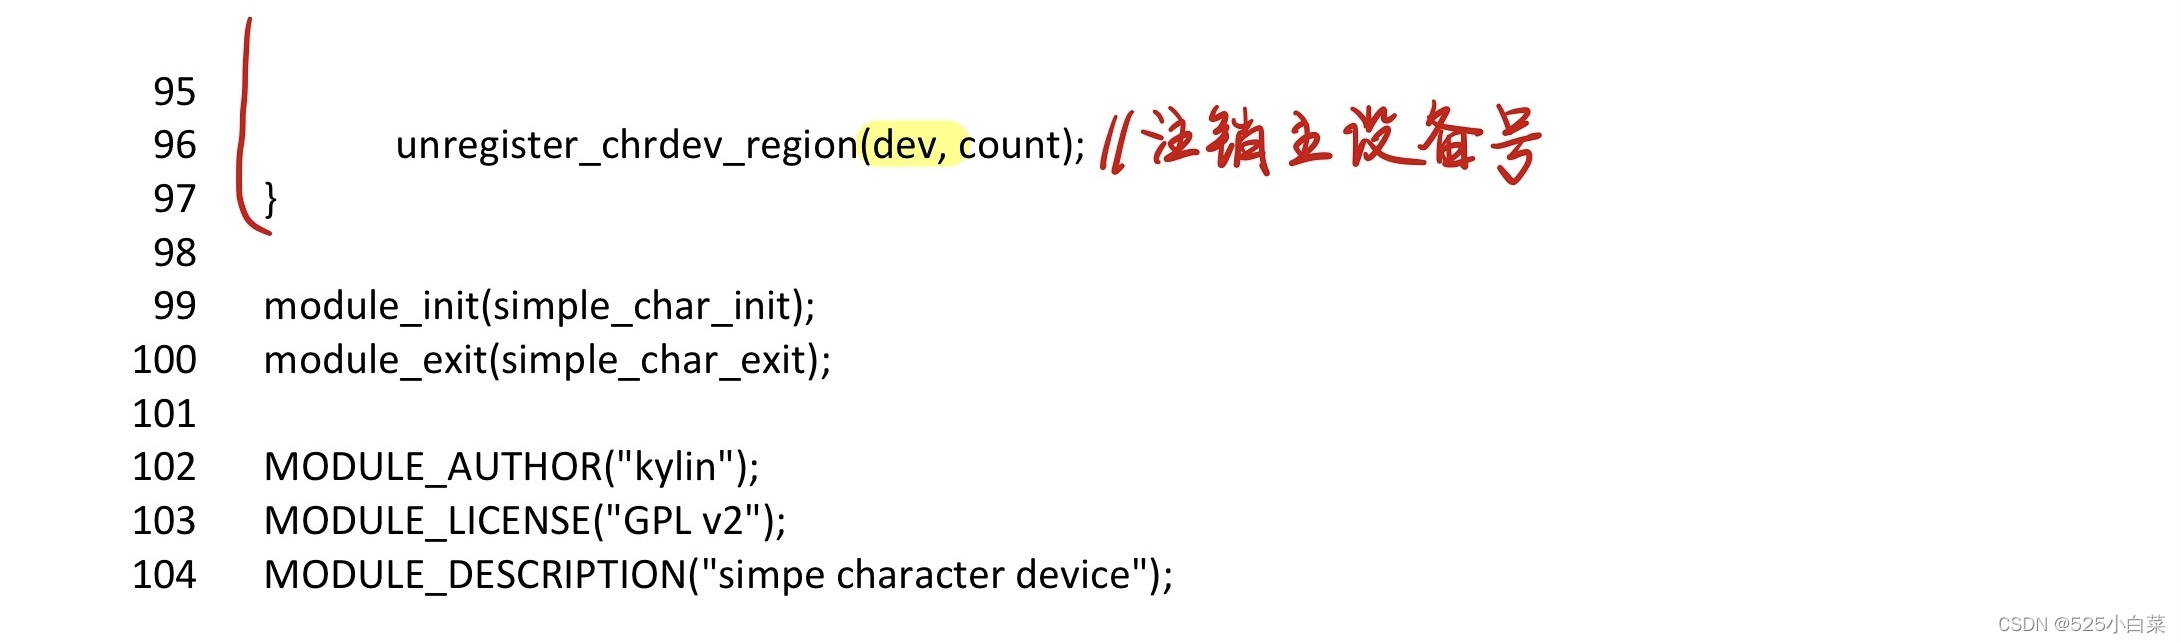 95
96 unregister_chrdev_region(dev, count); //注销主设备号
97 }
98
99 module_init(simple_char_init);
100 module_exit(simple_char_exit);
101
102 MODULE_AUTHOR("kylin");
103 MODULE_LICENSE("GPL v2");
104 MODULE_DESCRIPTION("simpe character device");
CSDN @525小白菜